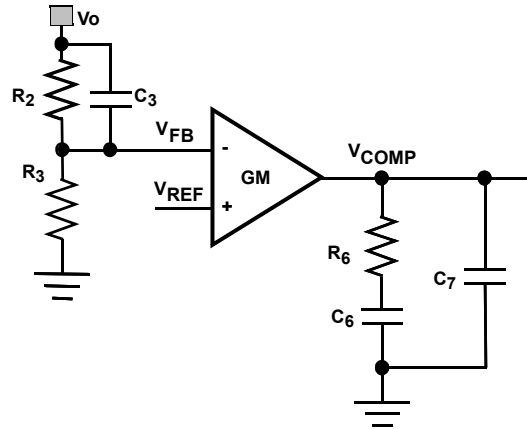 Vo
R2
C3
VFB
VCOMP
R3
-
GM
VREF
+
R6
C7
C6